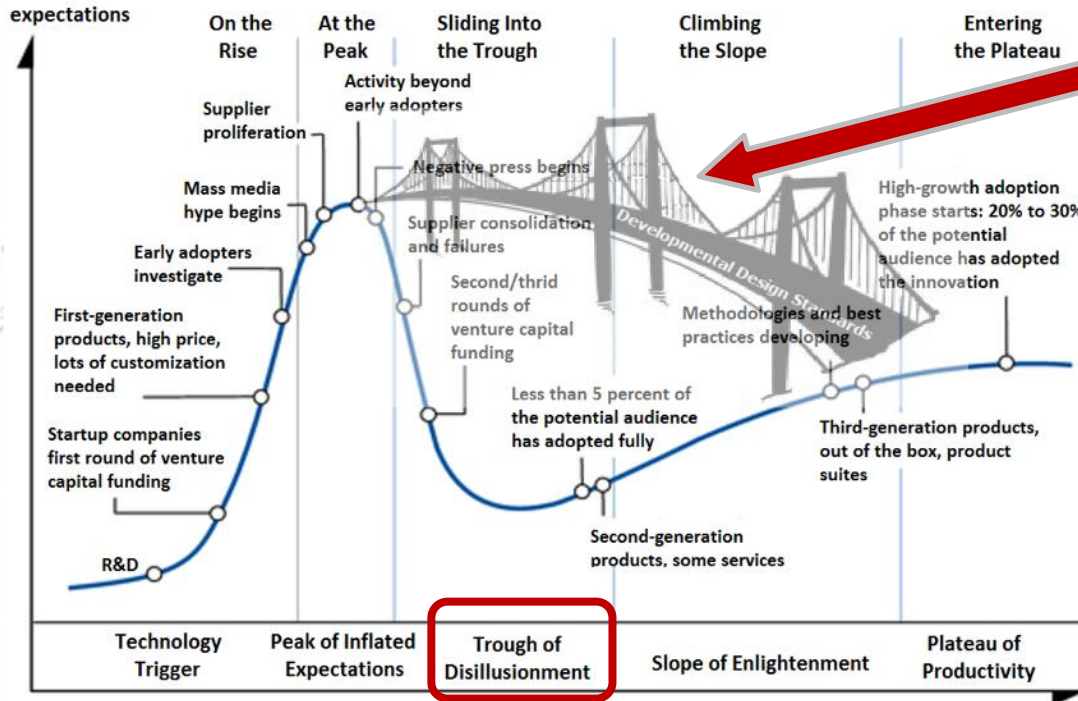 expectations
On the
Rise
At the
Peak
Sliding Into
the Trough
Climbing
the Slope
Entering
the Plateau
Activity beyond
early adopters
Supplier
proliferation
Negative press begins
Mass media
hype begins
High-growth adoption
phase starts: 20% to 30%
of the potential
audience has adopted
the innovation
Supplier consolidation
and failures
Developmental Design Standards
Early adopters
investigate
Second/thrid
rounds of
venture capital
funding
Methodologies and best
practices developing
First-generation
products, high price,
lots of customization
needed
Less than 5 percent of
the potential audience
has adopted fully
Startup companies
first round of venture
capital funding
Third-generation products,
out of the box, product
suites
Second-generation
products, some services
R&D
Technology
Trigger
Peak of Inflated
Expectations
Trough of
Disillusionment
Slope of Enlightenment
Plateau of
Productivity